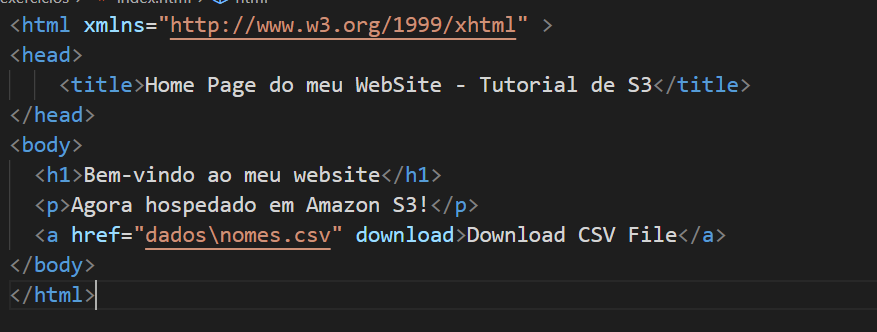 exercicios > index.html > html
<html xmlns="http://www.w3.org/1999/xhtml" >
<head>
<title>Home Page do meu WebSite - Tutorial de S3</title>
</head>
<body>
<h1>Bem-vindo ao meu website</h1>
<p>Agora hospedado em Amazon S3!</p>
<a href="dados\nomes.csv" download>Download CSV File</a>
</body>
</html>